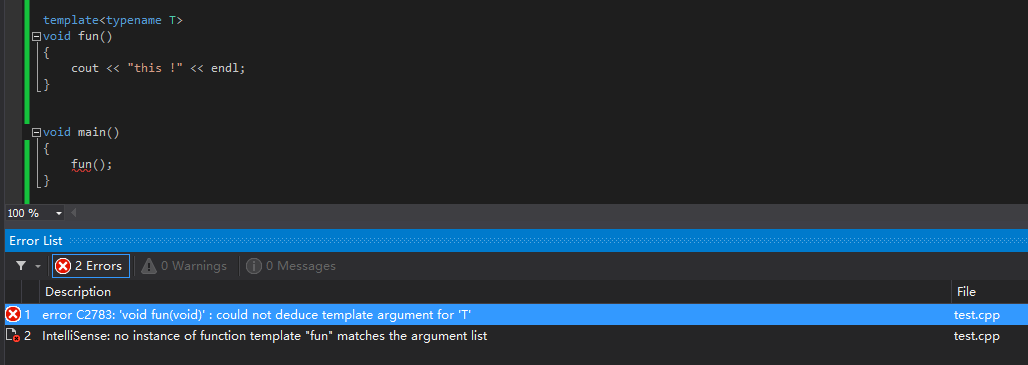 template<typename T>
void fun()
{
cout << "this !" << endl;
}
void main()
{
fun();
}
100 %
Error List
2 Errors 0 Warnings 0 Messages
Description File
1 error C2783: 'void fun(void)' : could not deduce template argument for 'T' test.cpp
2 IntelliSense: no instance of function template "fun" matches the argument list test.cpp